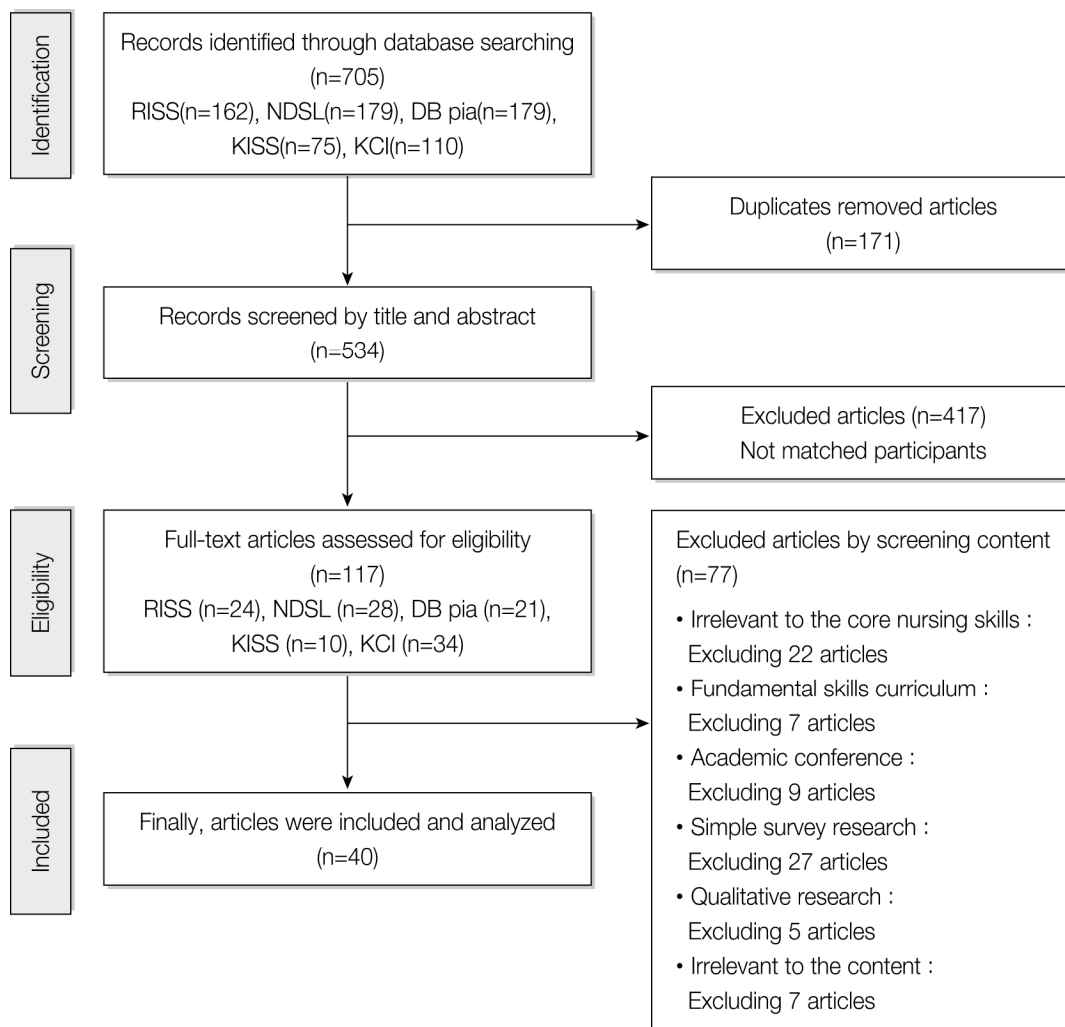 Identification
Records identified through database searching
(n=705)
RISS(n=162), NDSL(n=179), DB pia(n=179),
KISS(n=75), KCI(n=110)
Duplicates removed articles
(n=171)
Screening
Records screened by title and abstract
(n=534)
Excluded articles (n=417)
Not matched participants
Eligibility
Full-text articles assessed for eligibility
(n=117)
RISS (n=24), NDSL (n=28), DB pia (n=21),
KISS (n=10), KCI (n=34)
Excluded articles by screening content
(n=77)
• Irrelevant to the core nursing skills :
Excluding 22 articles
• Fundamental skills curriculum :
Excluding 7 articles
• Academic conference :
Excluding 9 articles
• Simple survey research :
Excluding 27 articles
• Qualitative research :
Excluding 5 articles
• Irrelevant to the content :
Excluding 7 articles
Included
Finally, articles were included and analyzed
(n=40)